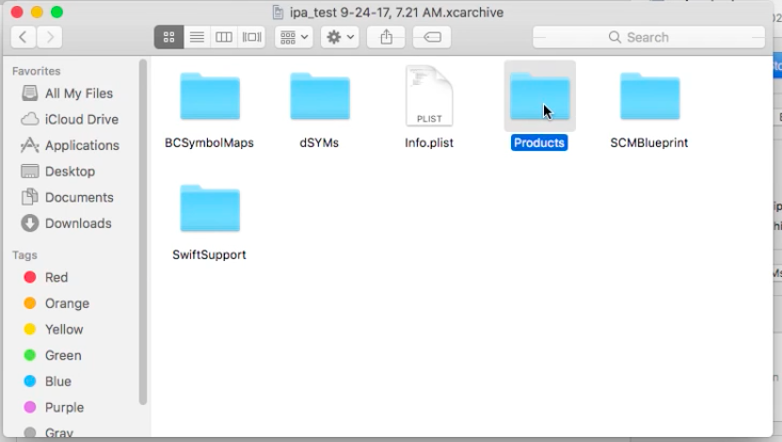 ipa_test 9-24-17, 7.21 AM.xcarchive
Search
Favorites
All My Files
iCloud Drive
Applications
Desktop
Documents
Downloads
Tags
Red
Orange
Yellow
Green
Blue
Purple
Gray
BCSymbolMaps
dSYMs
PLIST
Info.plist
Products
SCMBlueprint
SwiftSupport